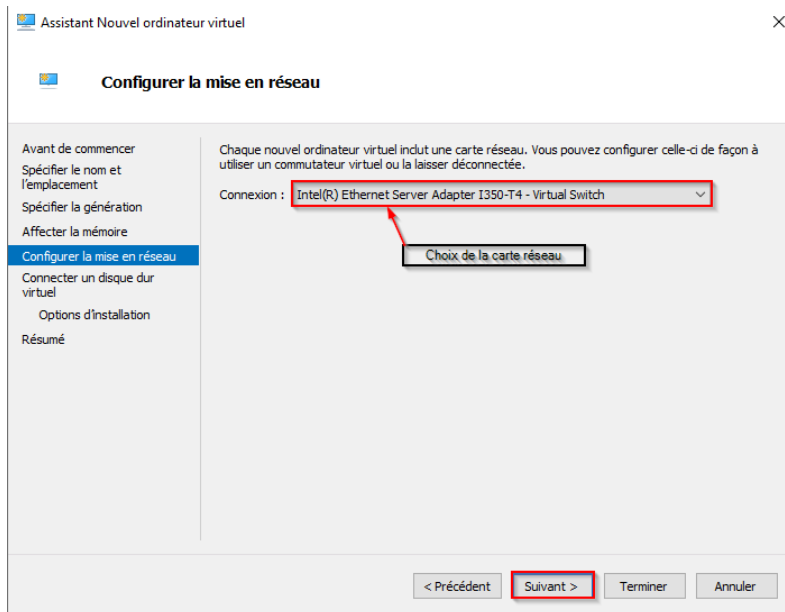 Assistant Nouvel ordinateur virtuel
Configurer la mise en réseau
Avant de commencer
Spécifier le nom et
l'emplacement
Spécifier la génération
Affecter la mémoire
Configurer la mise en réseau
Connecter un disque dur
virtuel
Options d'installation
Résumé
Chaque nouvel ordinateur virtuel inclut une carte réseau. Vous pouvez configurer celle-ci de façon à
utiliser un commutateur virtuel ou la laisser déconnectée.
Connexion : Intel(R) Ethernet Server Adapter I350-T4 - Virtual Switch
Choix de la carte réseau
< Précédent Suivant > Terminer Annuler